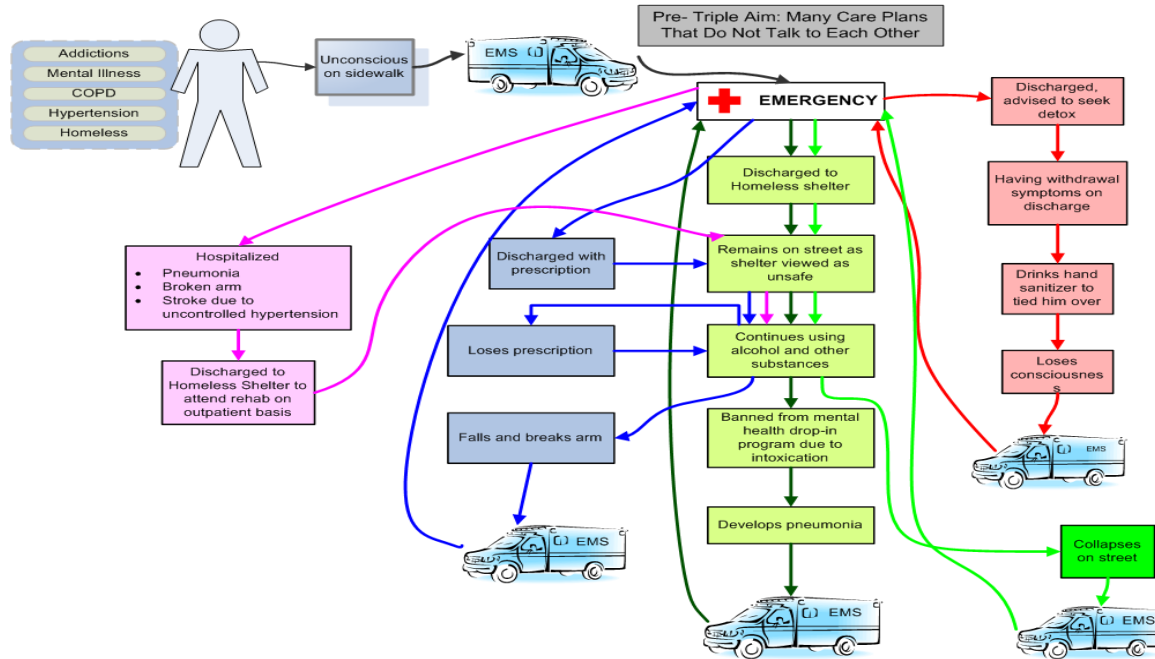 Pre- Triple Aim: Many Care Plans
That Do Not Talk to Each Other
Addictions
Mental Illness
COPD
Hypertension
Homeless
Unconscious
on sidewalk
EMS
EMERGENCY
Discharged,
advised to seek
detox
Having withdrawal
symptoms on
discharge
Drinks hand
sanitizer to
tied him over
Loses
consciousnes
s
EMS
Discharged to
Homeless shelter
Remains on street as
shelter viewed as
unsafe
Continues using
alcohol and other
substances
Banned from mental
health drop-in
program due to
intoxication
Develops pneumonia
EMS
Discharged with
prescription
Loses prescription
Falls and breaks arm
EMS
Hospitalized
• Pneumonia
• Broken arm
• Stroke due to
uncontrolled hypertension
Discharged to
Homeless Shelter to
attend rehab on
outpatient basis
Collapses
on street
EMS